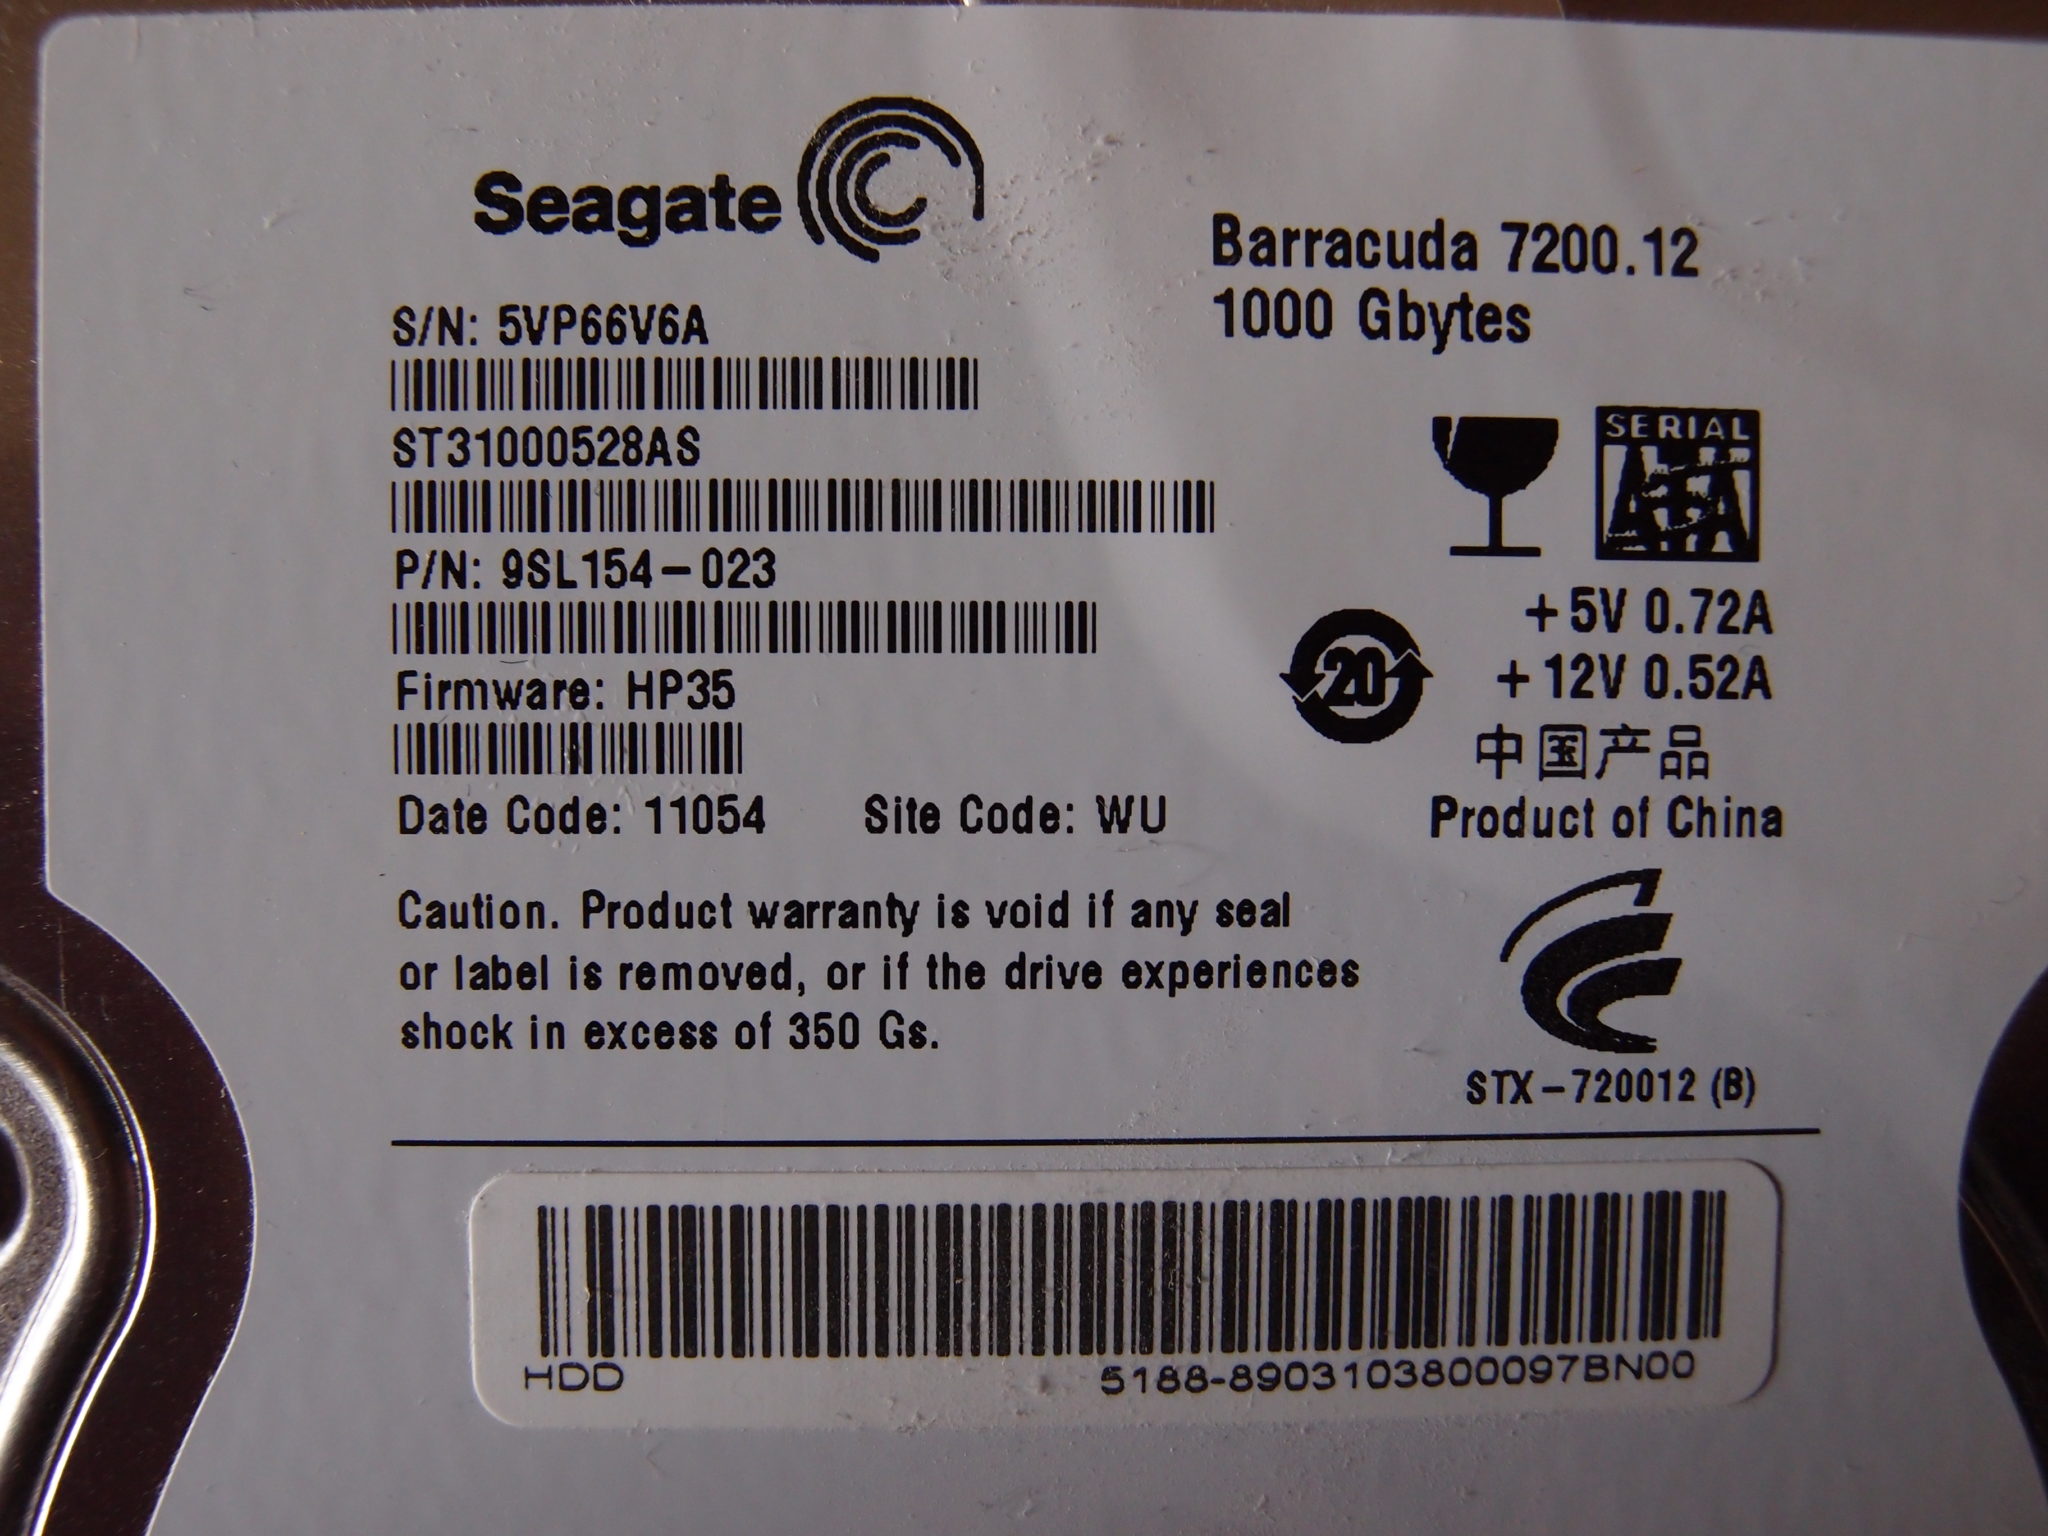 Seagate
Barracuda 7200.12
1000 Gbytes
S/N: 5VP66V6A
ST31000528AS
P/N: 9SL154-023
Firmware: HP35
Date Code: 11054 Site Code: WU
SERIAL
ATA
+5V 0.72A
+12V 0.52A
20
中国产品
Product of China
Caution. Product warranty is void if any seal
or label is removed, or if the drive experiences
shock in excess of 350 Gs.
STX-720012 (B)
HDD 5188-8903103800097BN00